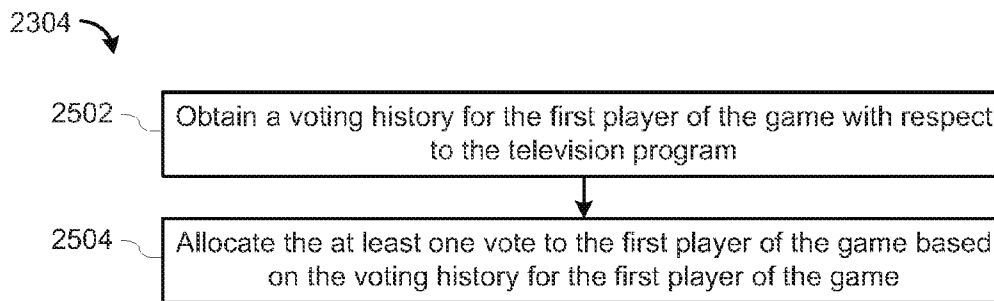 2304
2502
Obtain a voting history for the first player of the game with respect
to the television program
2504
Allocate the at least one vote to the first player of the game based
on the voting history for the first player of the game